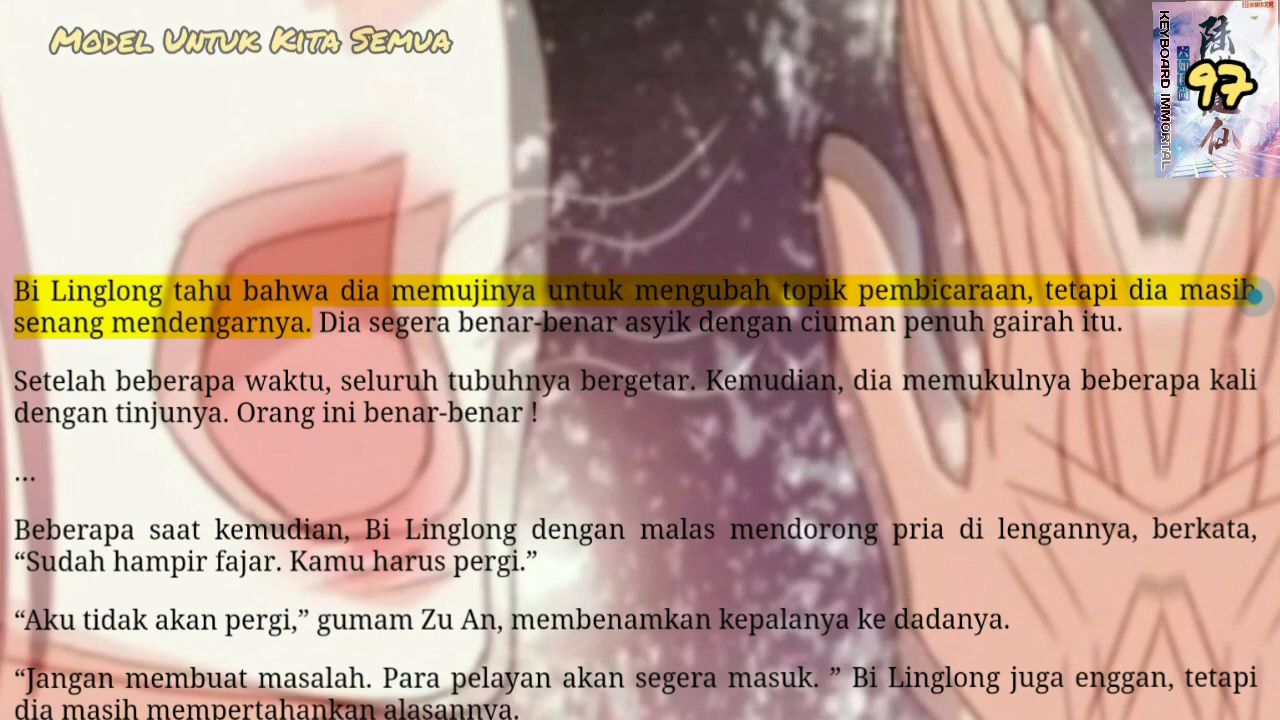 Model Untuk Kita Semua
KEYBOARD IMMORTAL
97
Bi Linglong tahu bahwa dia memujinya untuk mengubah topik pembicaraan, tetapi dia masih
senang mendengarnya. Dia segera benar-benar asyik dengan ciuman penuh gairah itu.
Setelah beberapa waktu, seluruh tubuhnya bergetar. Kemudian, dia memukulnya beberapa kali
dengan tinjunya. Orang ini benar-benar !
...
Beberapa saat kemudian, Bi Linglong dengan malas mendorong pria di lengannya, berkata,
“Sudah hampir fajar. Kamu harus pergi.”
“Aku tidak akan pergi,” gumam Zu An, membenamkan kepalanya ke dadanya.
“Jangan membuat masalah. Para pelayan akan segera masuk. ” Bi Linglong juga enggan, tetapi
dia masih mempertahankan alasannya.